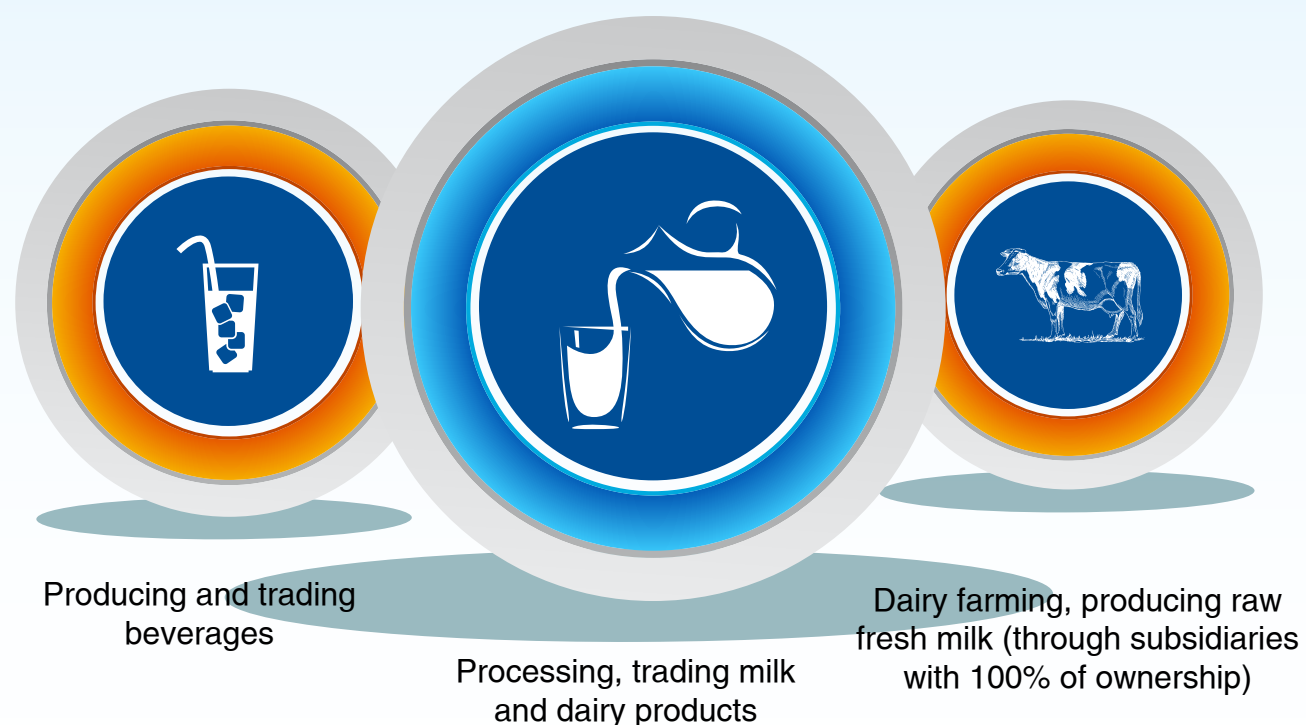 Producing and trading
beverages
Processing, trading milk
and dairy products
Dairy farming, producing raw
fresh milk (through subsidiaries
with 100% of ownership)